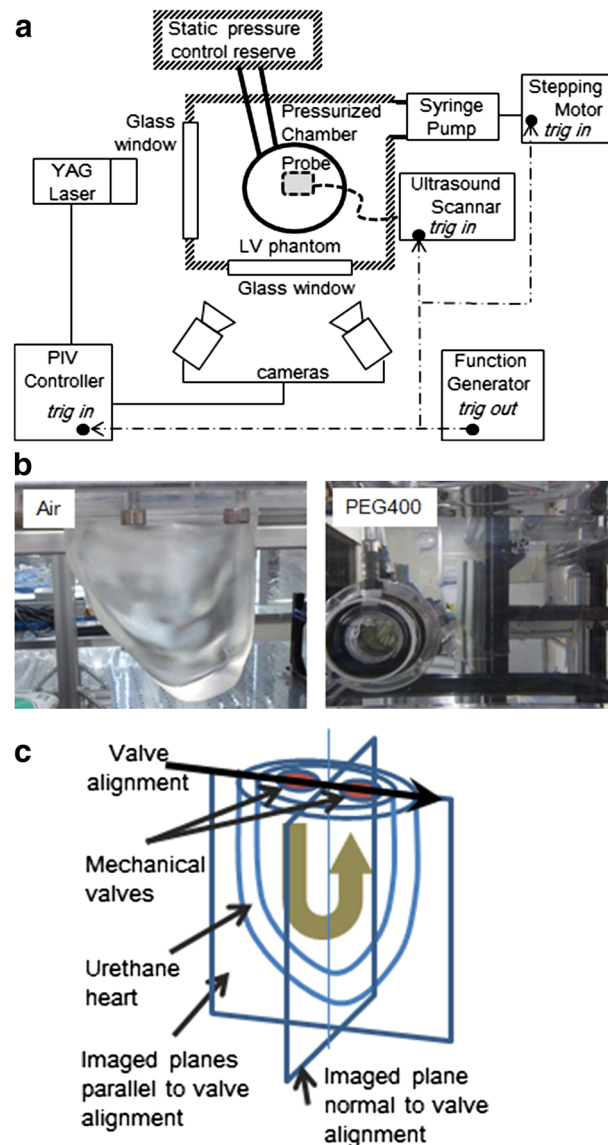 a
Static pressure
control reserve
Glass
window
Pressurized
Chamber
Syringe
Pump
Stepping
Motor
trig in
YAG
Laser
Probe
Ultrasound
Scannar
trig in
LV phantom
Glass window
PIV
Controller
trig in
cameras
Function
Generator
trig out
b
Air
PEG400
c
Valve
alignment
Mechanical
valves
Urethane
heart
Imaged planes
parallel to valve
alignment
Imaged plane
normal to valve
alignment